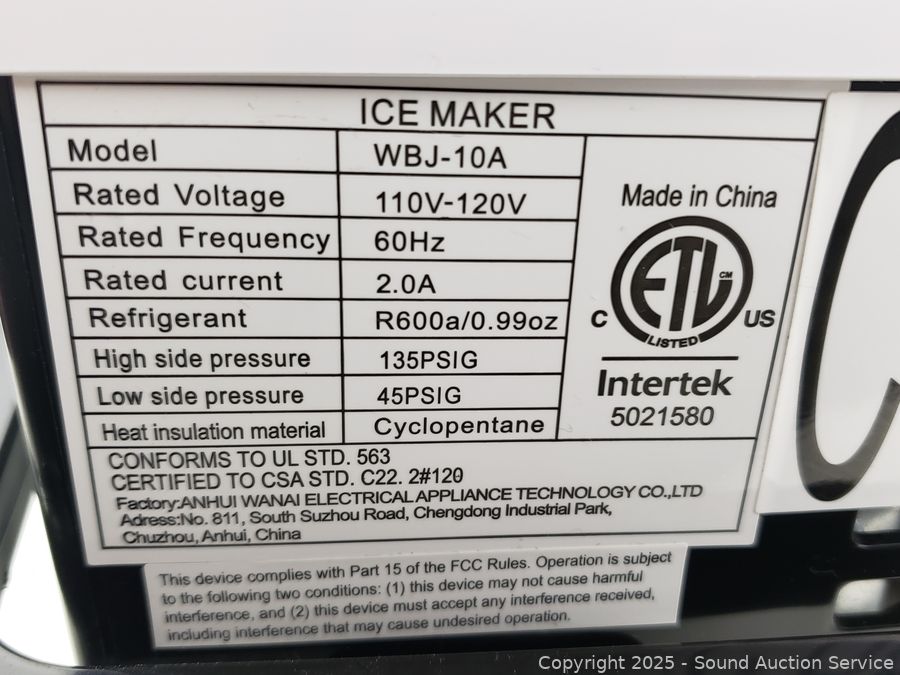 ICE MAKER
Model WBJ-10A
Rated Voltage 110V-120V
Rated Frequency 60Hz
Rated current 2.0A
Refrigerant R600a/0.99oz
High side pressure 135PSIG
Low side pressure 45PSIG
Heat insulation material Cyclopentane
Made in China
ETL CM
C US
LISTED
Intertek
5021580
CONFORMS TO UL STD. 563
CERTIFIED TO CSA STD. C22. 2#120
Factory:ANHUI WANAI ELECTRICAL APPLIANCE TECHNOLOGY CO.,LTD
Adress:No. 811, South Suzhou Road, Chengdong Industrial Park,
Chuzhou, Anhui, China
This device complies with Part 15 of the FCC Rules. Operation is subject
to the following two conditions: (1) this device may not cause harmful
interference, and (2) this device must accept any interference received,
including interference that may cause undesired operation.
Copyright 2025 - Sound Auction Service